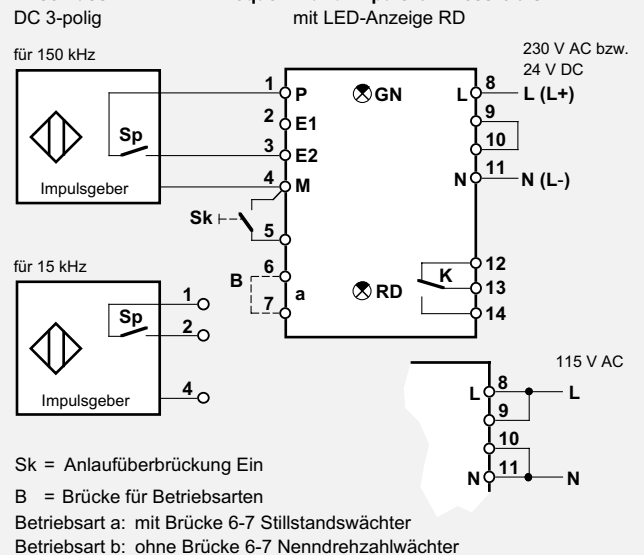 DC 3-polig
mit LED-Anzeige RD
für 150 kHz
Sp
Impulsgeber
1
2
3
4
5
6
7
P
E1
E2
M
Sk
B
a
GN
RD
230 V AC bzw.
24 V DC
L 8 L (L+)
9
10
N 11 N (L-)
K
12
13
14
für 15 kHz
Sp
1
2
4
Impulsgeber
115 V AC
L 8 L
9
10
N 11 N
Sk = Anlaufüberbrückung Ein
B = Brücke für Betriebsarten
Betriebsart a: mit Brücke 6-7 Stillstandswächter
Betriebsart b: ohne Brücke 6-7 Nenndrehzahlwächter